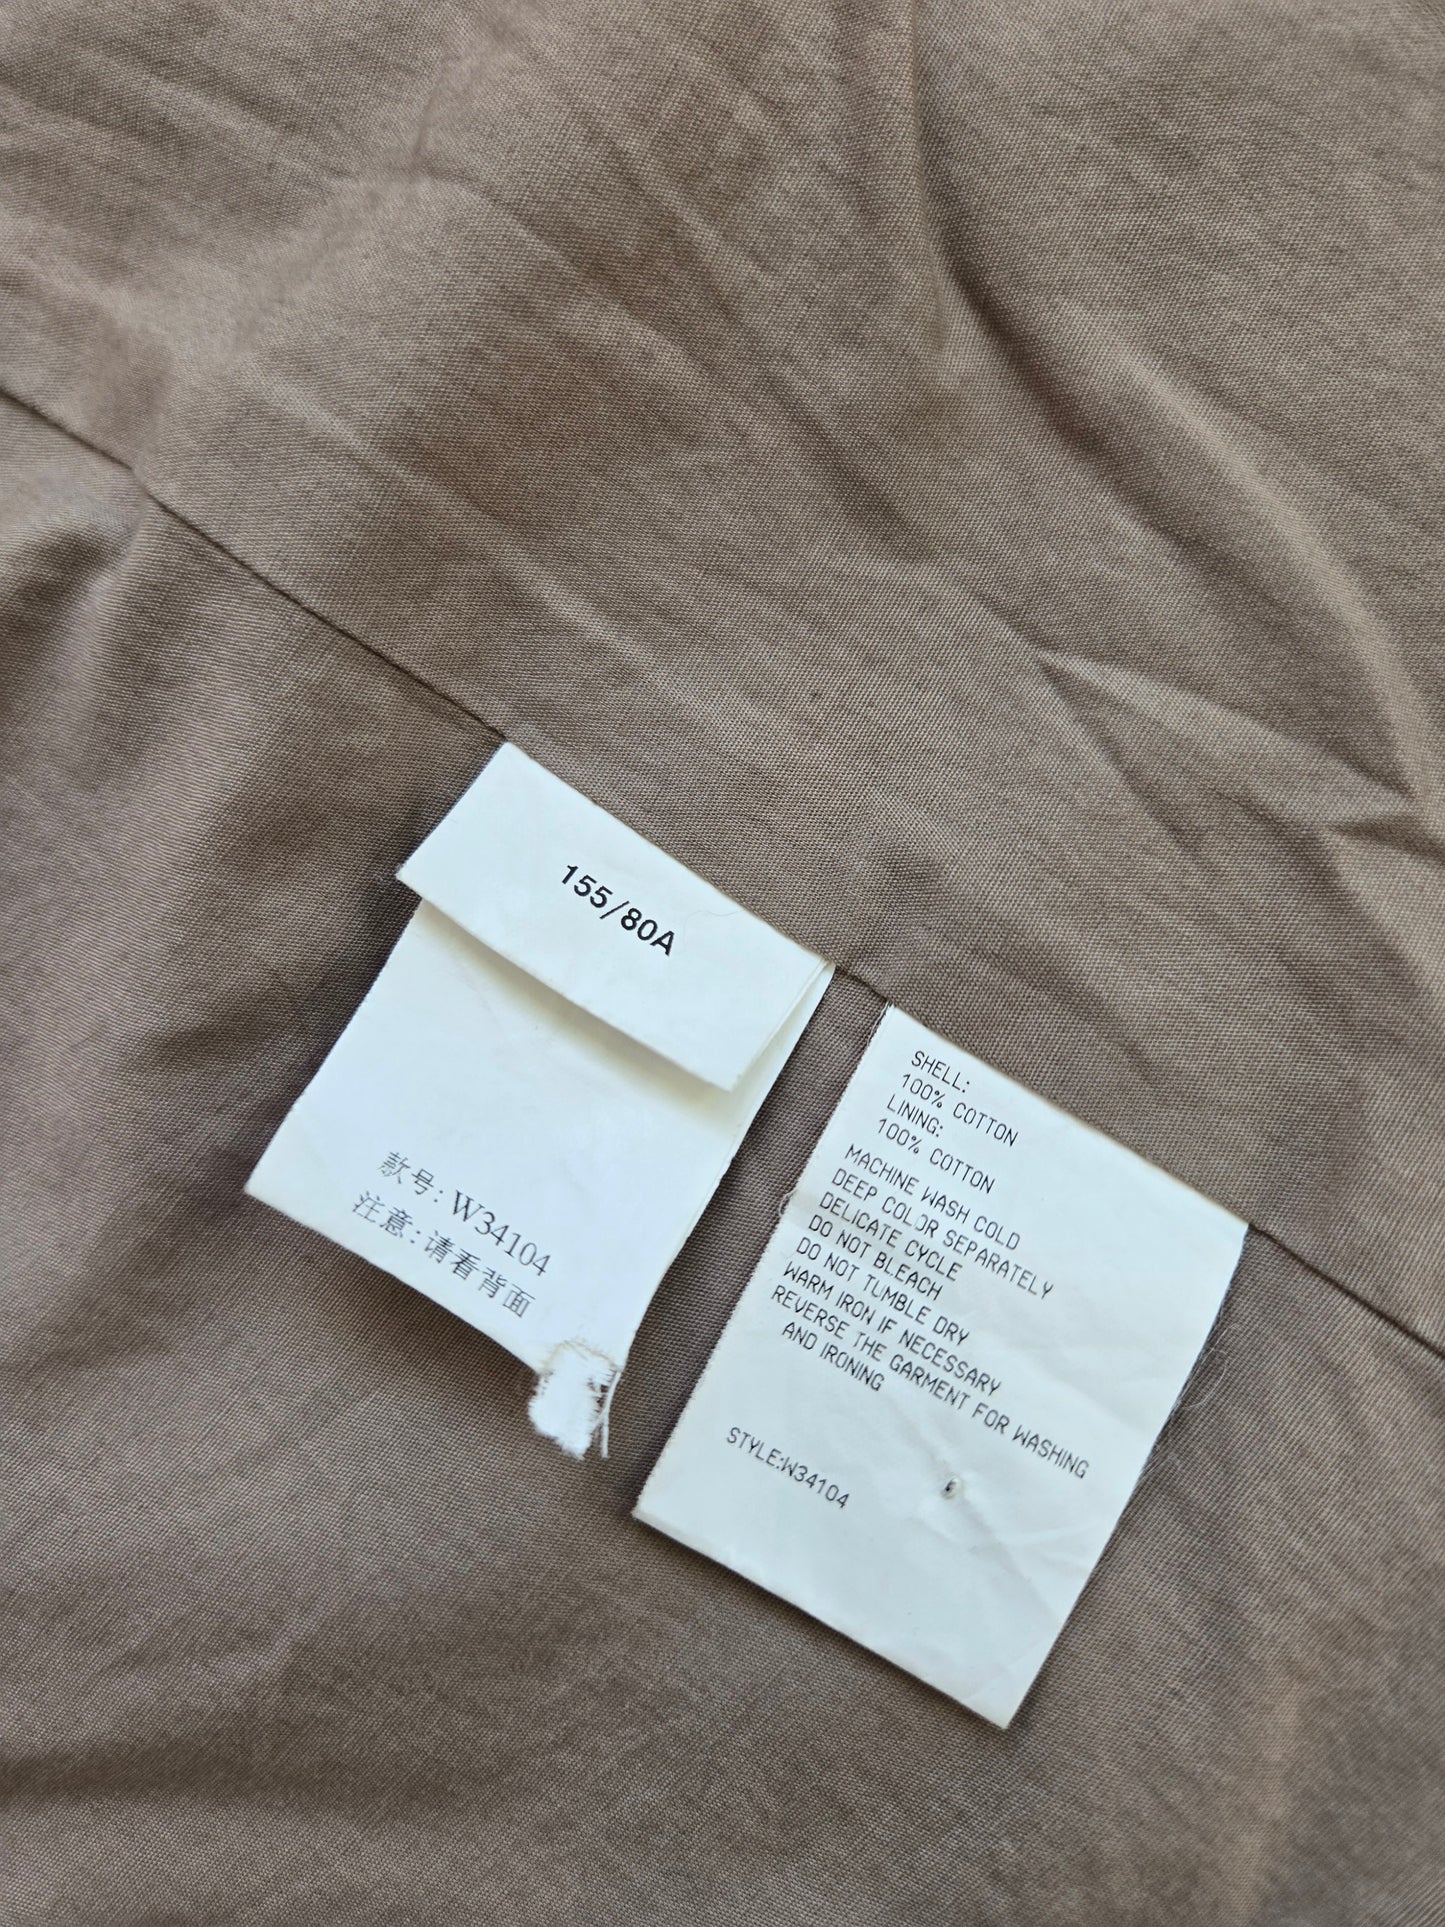 155/80A
款号: W34104
注意:请看背面
SHELL:
100% COTTON
LINING:
100% COTTON
MACHINE WASH COLD
DEEP COLOR SEPARATELY
DELICATE CYCLE
DO NOT BLEACH
DO NOT TUMBLE DRY
WARM IRON IF NECESSARY
REVERSE THE GARMENT FOR WASHING
AND IRONING
STYLE:W34104